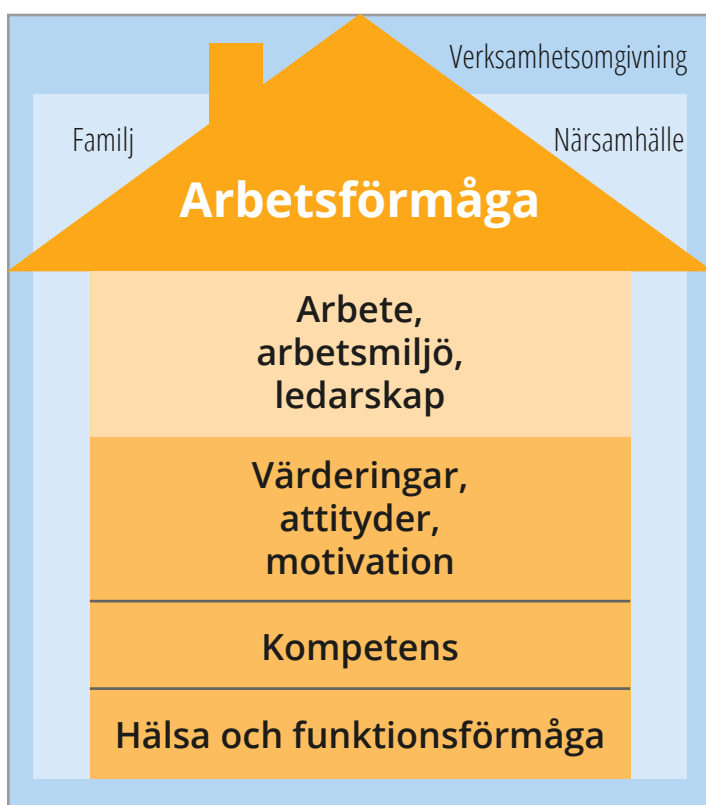 Verksamhetsomgivning
Familj
Närsamhälle
Arbetsförmåga
Arbete,
arbetsmiljö,
ledarskap
Värderingar,
attityder,
motivation
Kompetens
Hälsa och funktionsförmåga